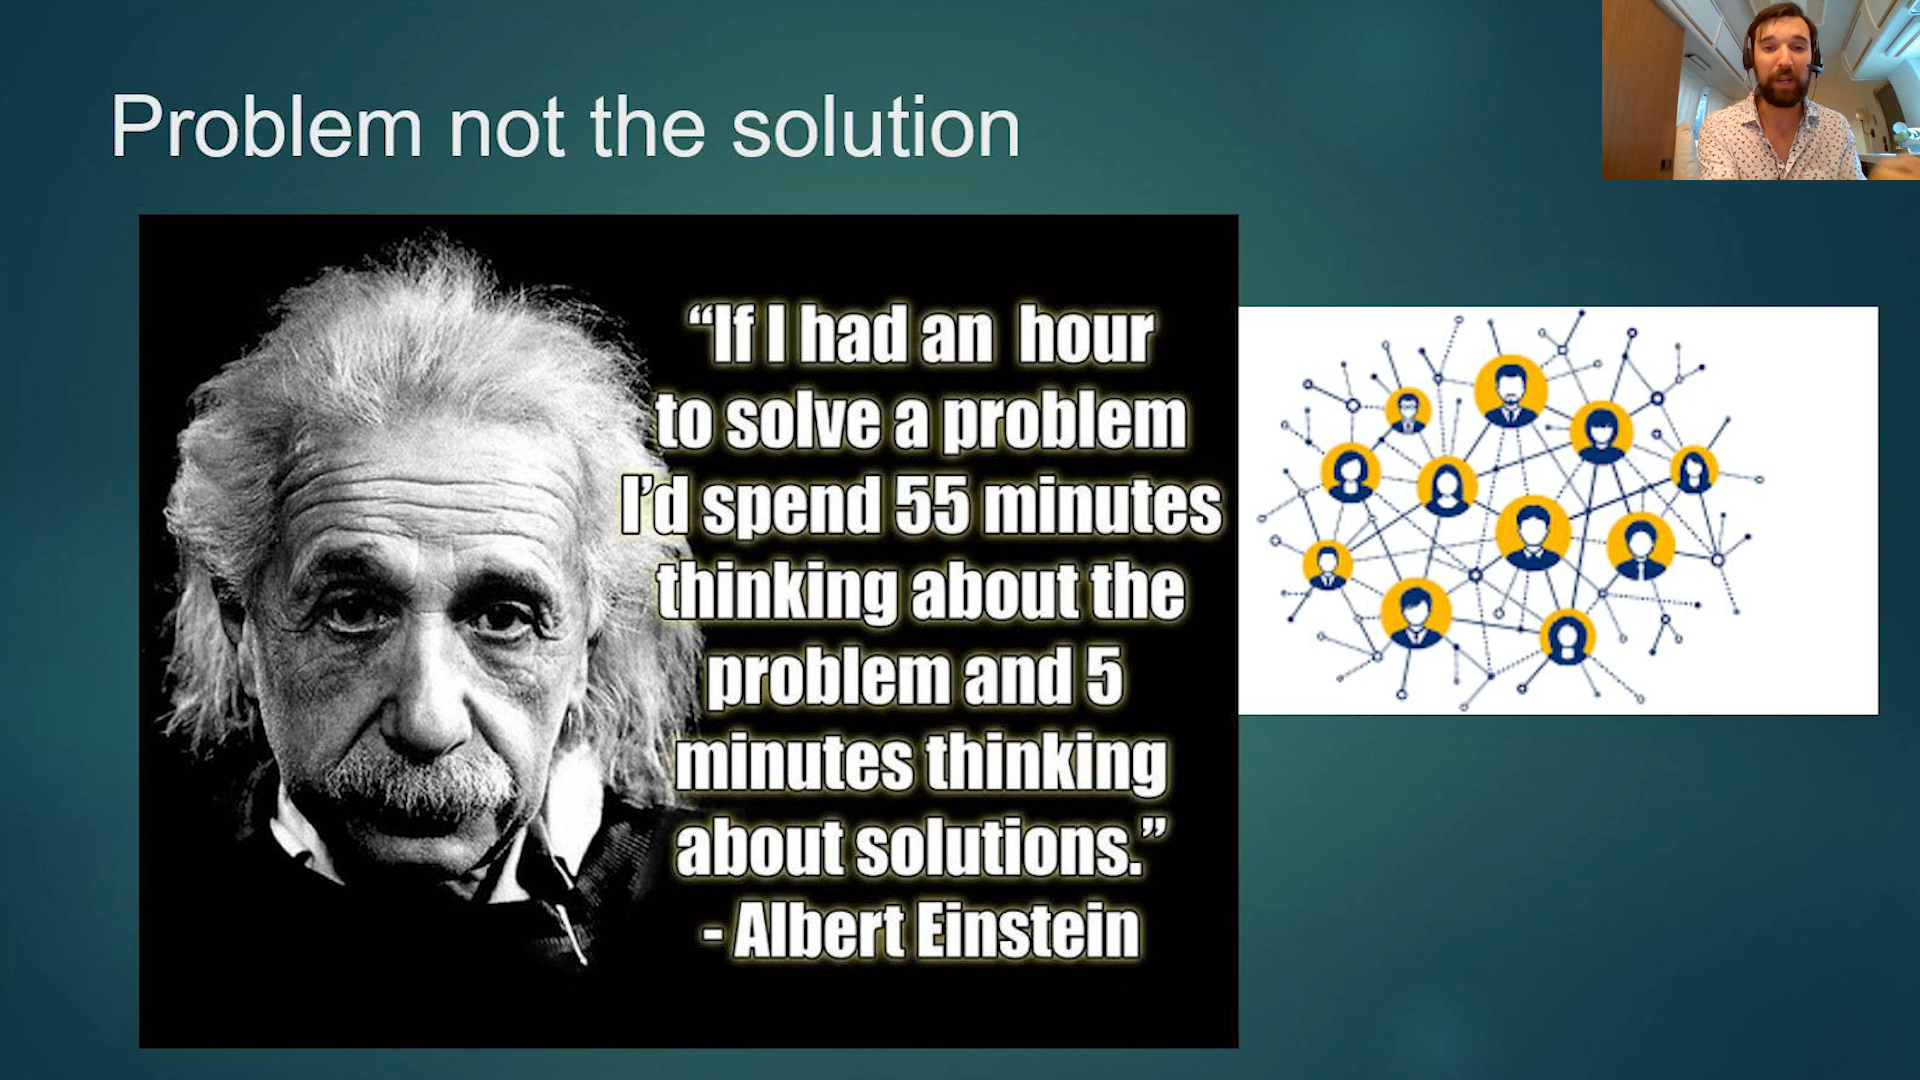 Problem not the solution
“If I had an hour
to solve a problem
I’d spend 55 minutes
thinking about the
problem and 5
minutes thinking
about solutions.”
- Albert Einstein